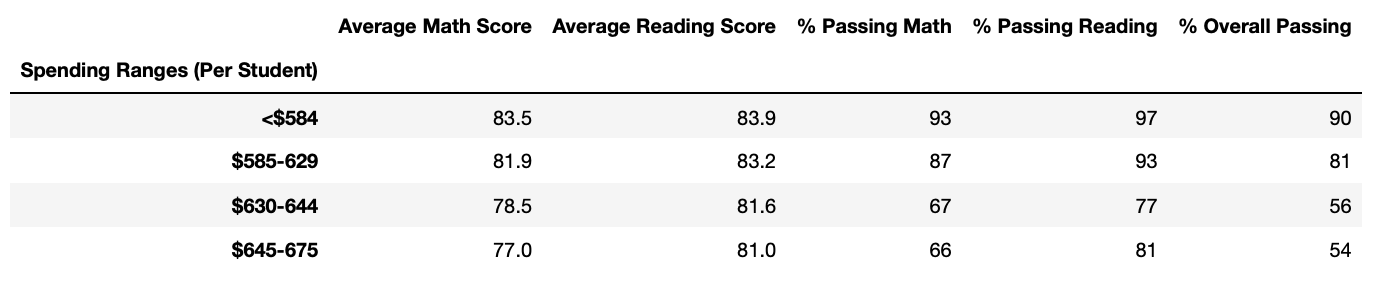 Average Math Score Average Reading Score % Passing Math % Passing Reading % Overall Passing
Spending Ranges (Per Student)
<$584 83.5 83.9 93 97 90
$585-629 81.9 83.2 87 93 81
$630-644 78.5 81.6 67 77 56
$645-675 77.0 81.0 66 81 54